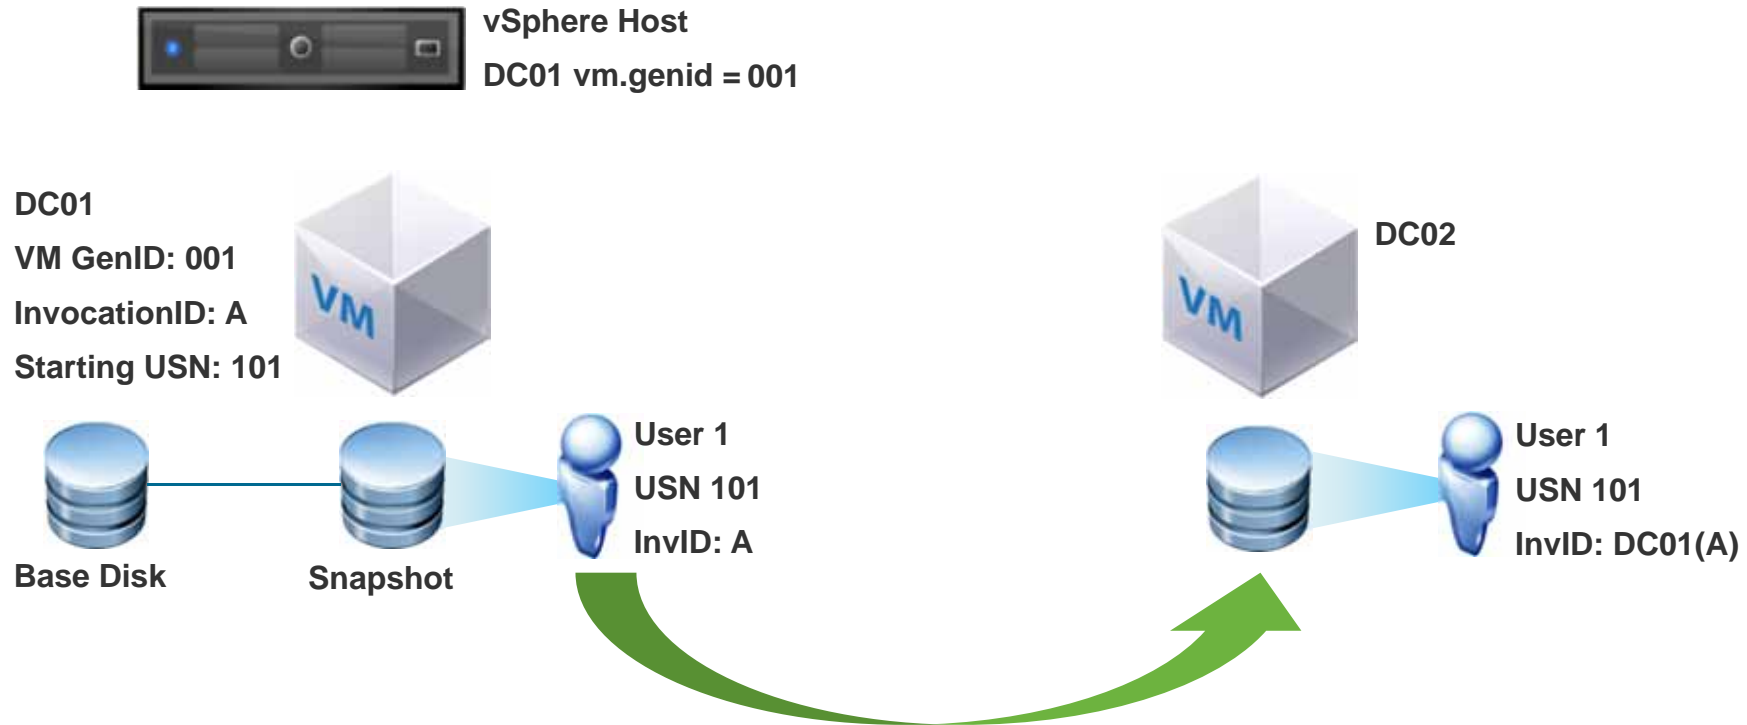 vSphere Host
DC01 vm.genid = 001
DC01
VM GenID: 001
InvocationID: A
Starting USN: 101
VM
VM
DC02
Base Disk
Snapshot
User 1
USN 101
InvID: A
User 1
USN 101
InvID: DC01(A)